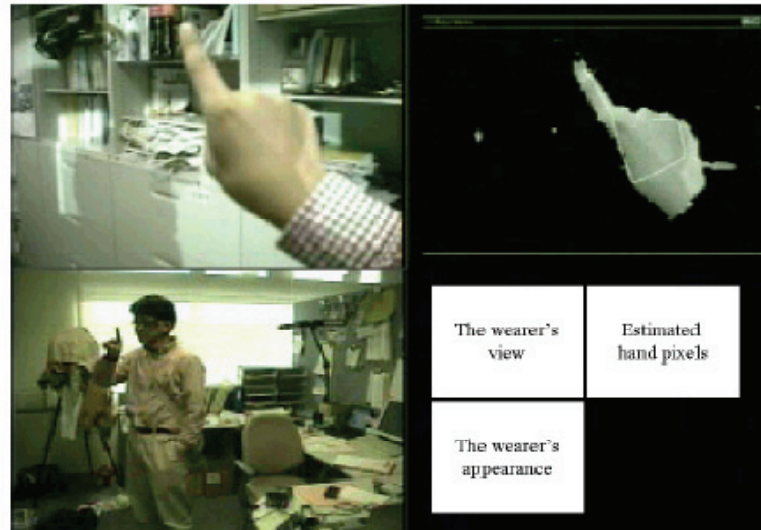 The wearer's
view
Estimated
hand pixels
The wearer's
appearance